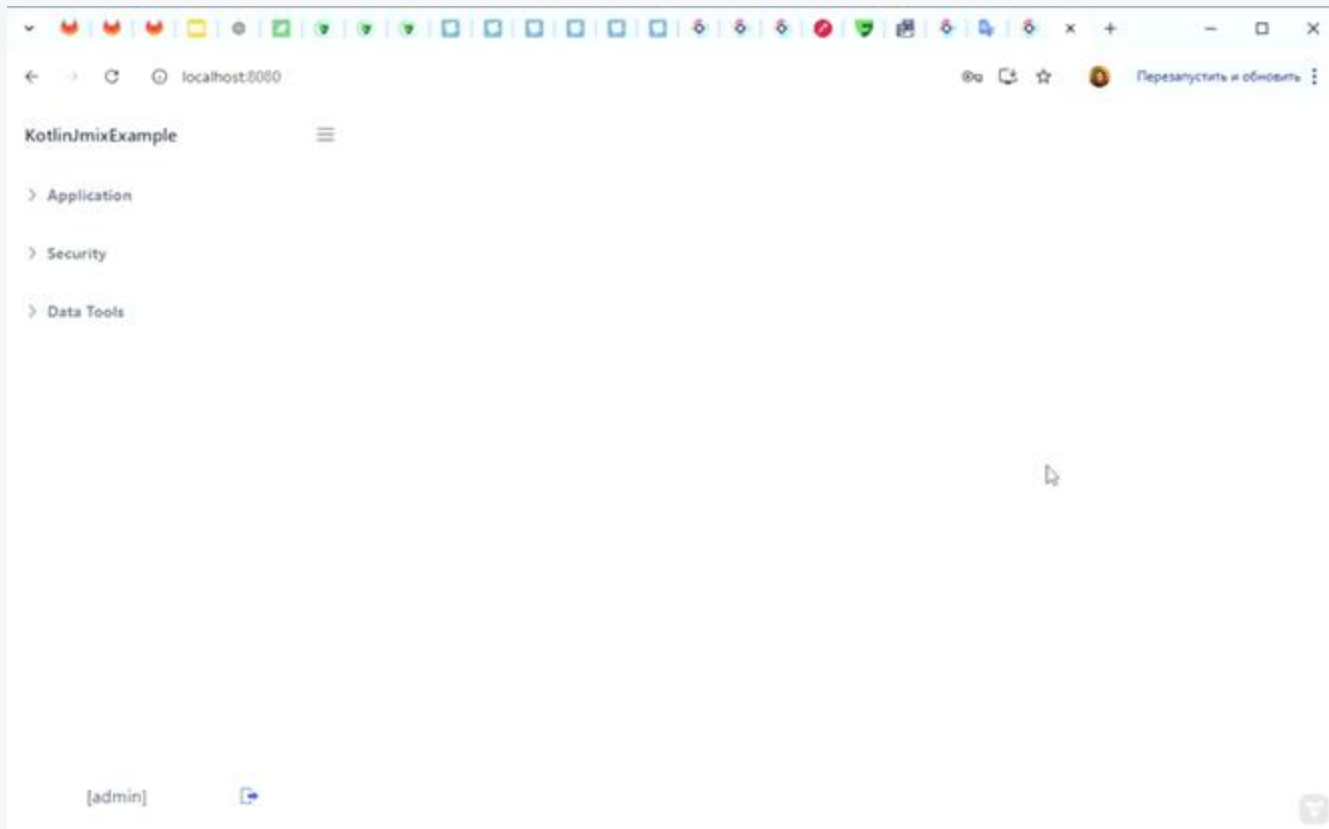 localhost:8080
Перезапустить и обновить
KotlinJmixExample
Application
Security
Data Tools
[admin]